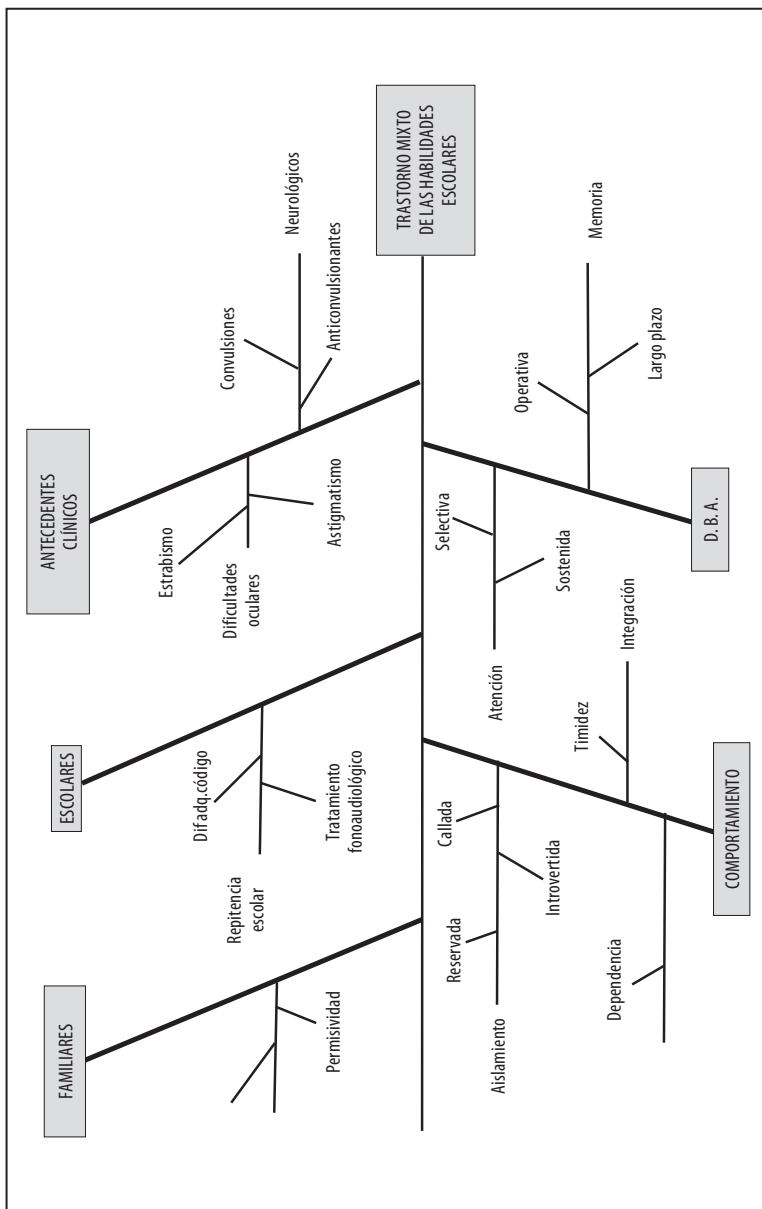 FAMILIARES
Permisividad
ESCOLARES
Dif adq.código
Repitencia
escolar
Tratamiento
fonoaudiológico
ANTECEDENTES
CLÍNICOS
Estrabismo
Dificultades
oculares
Astigmatismo
Convulsiones
Neurológicos
Anticonvulsionantes
TRASTORNO MIXTO
DE LAS HABILIDADES
ESCOLARES
Reservada
Callada
Aislamiento
Introvertida
Dependencia
Timidez
Integración
COMPORTAMIENTO
Selectiva
Atención
Sostenida
Operativa
Memoria
Largo plazo
D. B. A.